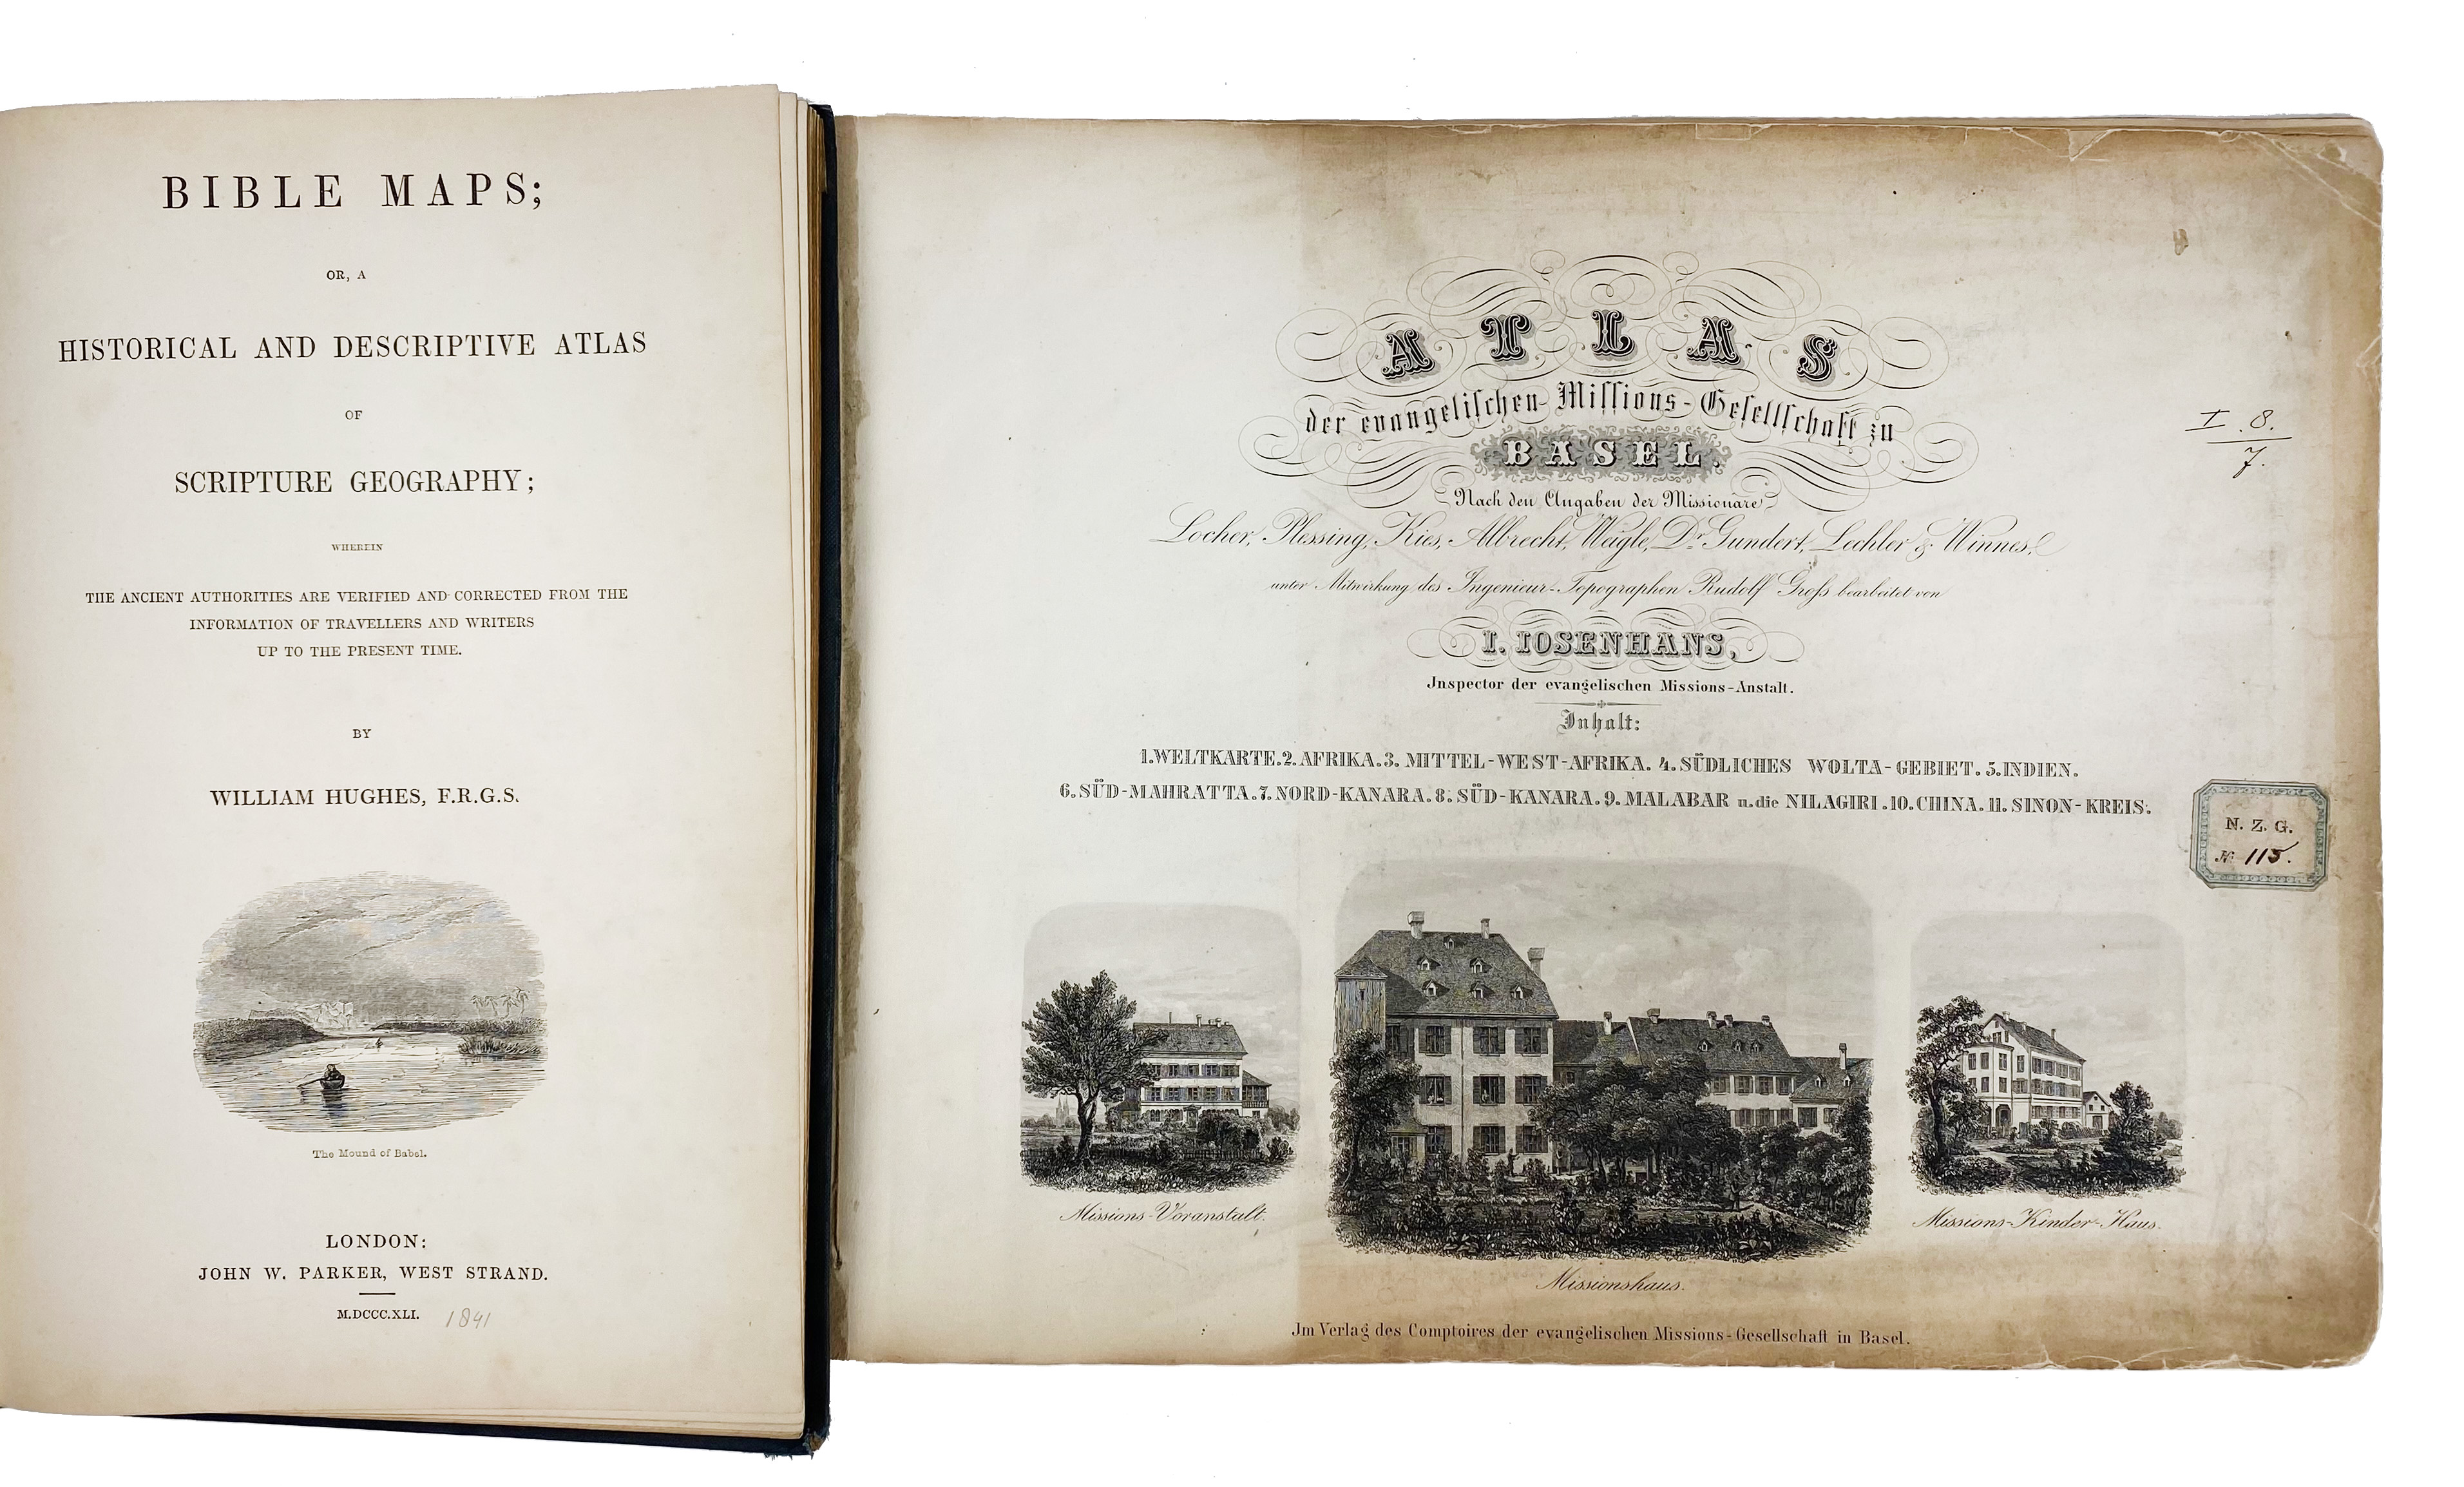 BIBLE MAPS;
OR, A
HISTORICAL AND DESCRIPTIVE ATLAS
OF
SCRIPTURE GEOGRAPHY;
WHEREIN
THE ANCIENT AUTHORITIES ARE VERIFIED AND CORRECTED FROM THE
INFORMATION OF TRAVELLERS AND WRITERS
UP TO THE PRESENT TIME.
BY
WILLIAM HUGHES, F.R.G.S.
The Mound of Babel.
LONDON:
JOHN W. PARKER, WEST STRAND.
M.DCCC.XLI. 1841
ATLAS
der evangelischen Missions-Gesellschaft zu
BASEL.
Nach den Angaben der Missionäre
Locher, Plessing, Kies, Albrecht, Weigle, Dr. Gundert, Lechler & Winnes,
unter Mitwirkung des Ingenieur-Topographen Rudolf Groß bearbeitet von
I. IOSENHANS,
Inspector der evangelischen Missions-Anstalt.
Inhalt:
1. WELTKARTE. 2. AFRIKA. 3. MITTEL-WEST-AFRIKA. 4. SÜDLICHES WOLTA-GEBIET. 5. INDIEN.
6. SÜD-MAHRATTA. 7. NORD-KANARA. 8. SÜD-KANARA. 9. MALABAR u. die NILAGIRI. 10. CHINA. 11. SINON-KREIS.
I. 8.
7.
N. Z. G.
№ 115.
Missions-Voranstalt.
Missionshaus.
Missions-Kinder-Haus.
Im Verlag des Comptoires der evangelischen Missions-Gesellschaft in Basel.